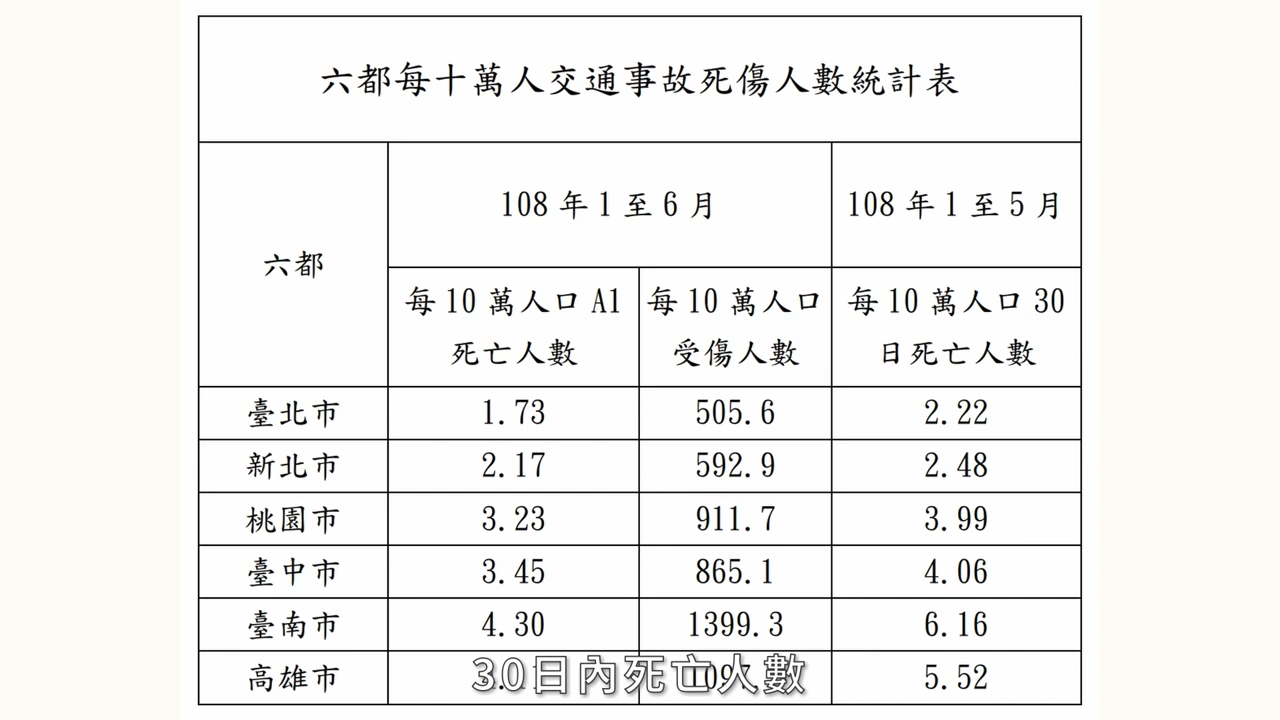 六都每十萬人交通事故死傷人數統計表
六都
108年1至6月
108年1至5月
每10萬人口A1
死亡人數
每10萬人口
受傷人數
每10萬人口30
日死亡人數
臺北市 1.73 505.6 2.22
新北市 2.17 592.9 2.48
桃園市 3.23 911.7 3.99
臺中市 3.45 865.1 4.06
臺南市 4.30 1399.3 6.16
高雄市 5.52
30日內死亡人數